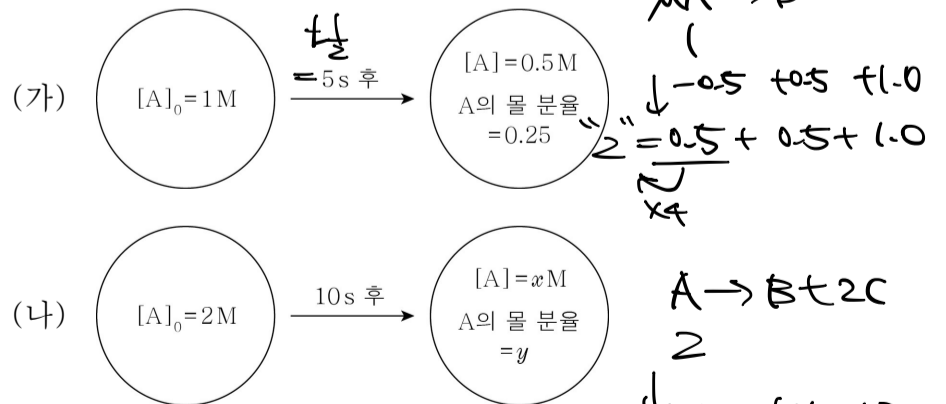 (가)
[A]₀=1M
t½
=5s 후
[A]=0.5M
A의 몰 분율
=0.25
1
↓ -0.5 +0.5 +1.0
"2"=0.5+ 0.5+ 1.0
×4
(나)
[A]₀=2M
10s 후
[A]=xM
A의 몰 분율
=y
A→B+2C
2